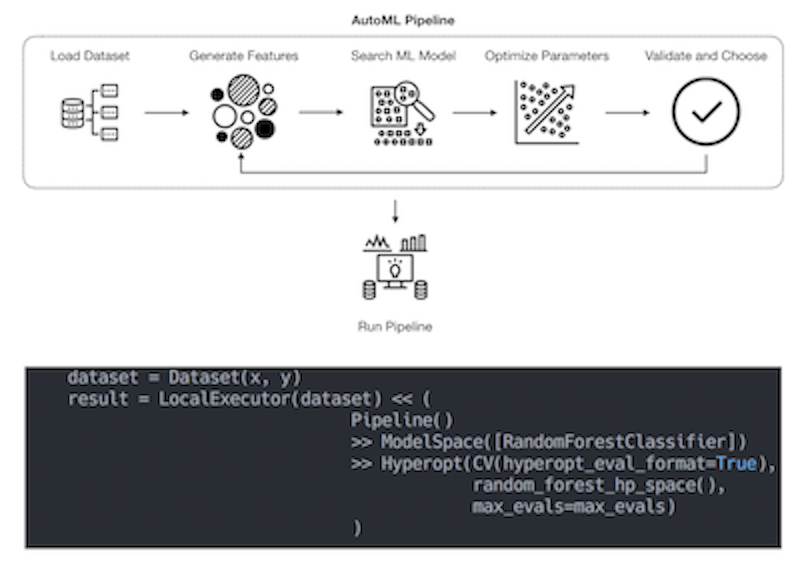 AutoML Pipeline
Load Dataset
Generate Features
Search ML Model
Optimize Parameters
Validate and Choose
Run Pipeline
dataset = Dataset(x, y)
result = LocalExecutor(dataset) << (
Pipeline()
>> ModelSpace([RandomForestClassifier])
>> Hyperopt(CV(hyperopt_eval_format=True),
random_forest_hp_space(),
max_evals=max_evals)
)